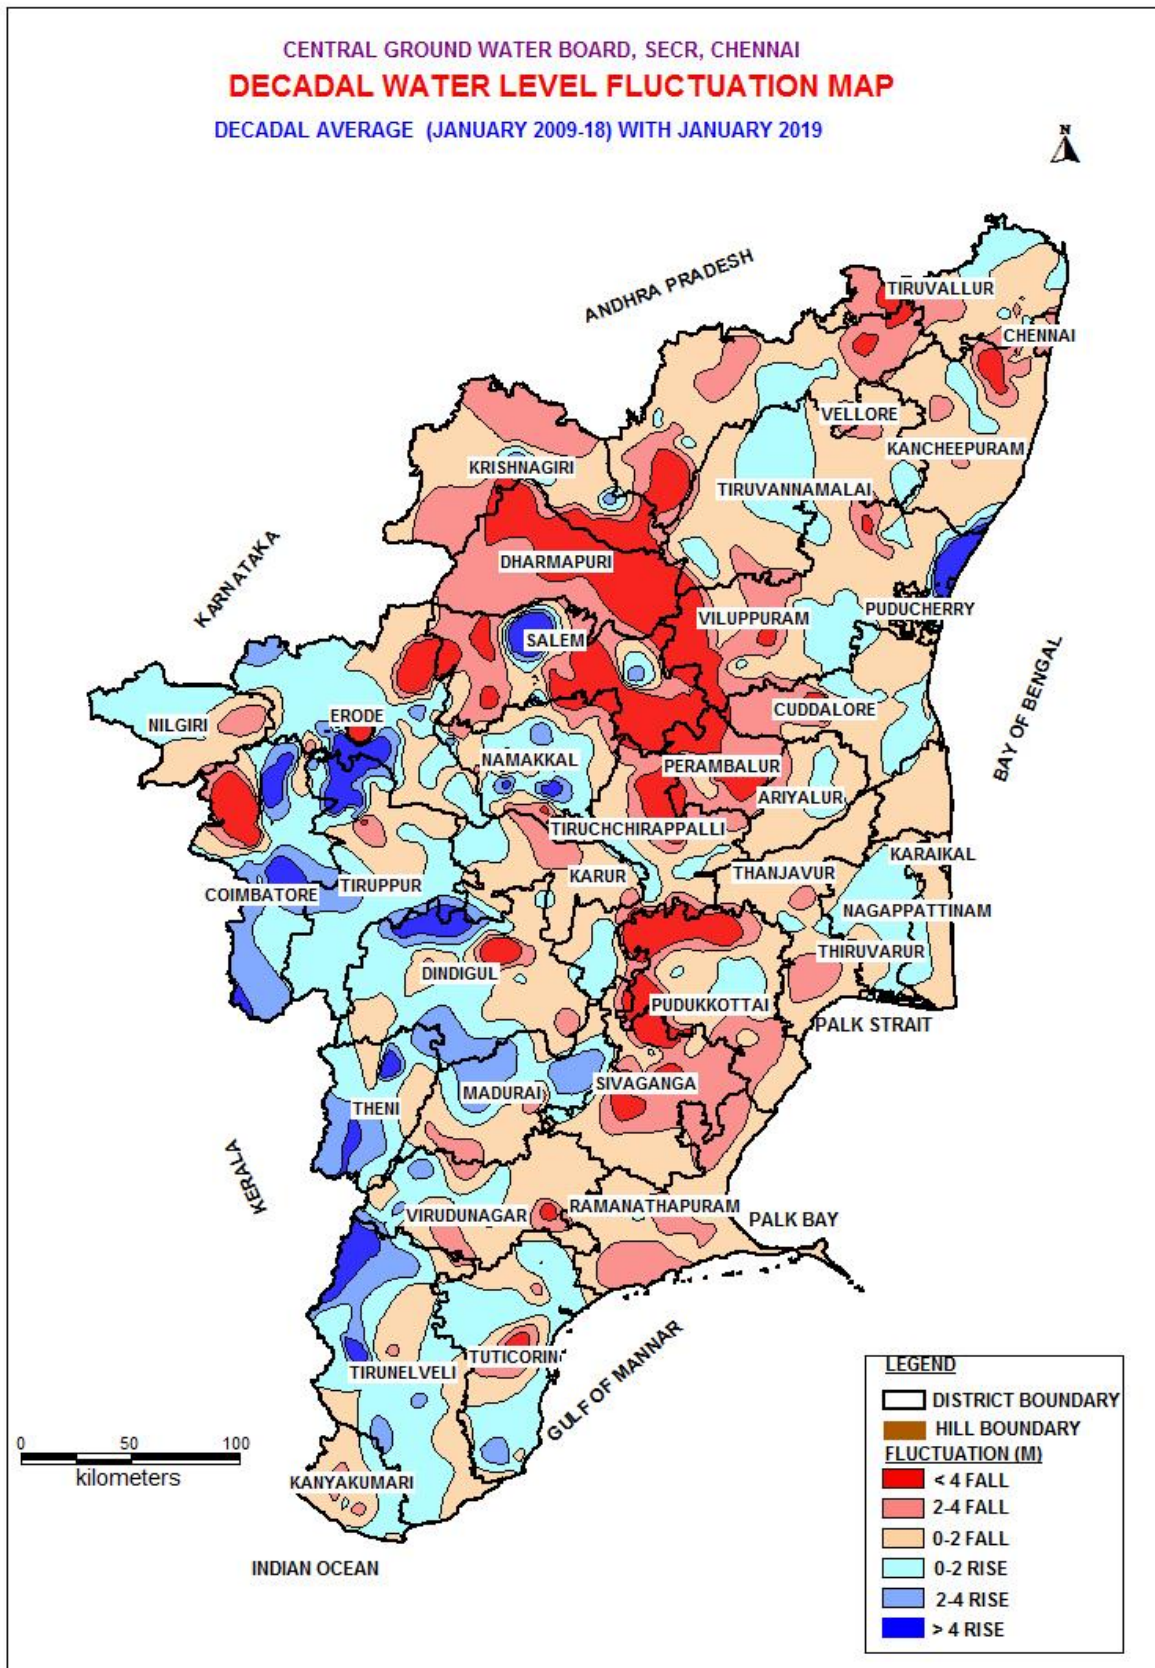 CENTRAL GROUND WATER BOARD, SECR, CHENNAI
DECADAL WATER LEVEL FLUCTUATION MAP
DECADAL AVERAGE (JANUARY 2009-18) WITH JANUARY 2019
N
ANDHRA PRADESH
TIRUVALLUR
CHENNAI
VELLORE
KANCHEEPURAM
KRISHNAGIRI
TIRUVANNAMALAI
KARNATAKA
DHARMAPURI
PUDUCHERRY
VILUPPURAM
SALEM
BAY OF BENGAL
CUDDALORE
ERODE
NILGIRI
NAMAKKAL
PERAMBALUR
ARIYALUR
TIRUCHCHIRAPPALLI
KARAIKAL
KARUR
THANJAVUR
TIRUPPUR
COIMBATORE
NAGAPPATTINAM
THIRUVARUR
DINDIGUL
PUDUKKOTTAI
PALK STRAIT
SIVAGANGA
MADURAI
THENI
KERALA
RAMANATHAPURAM
VIRUDUNAGAR
PALK BAY
TUTICORIN
TIRUNELVELI
GULF OF MANNAR
KANYAKUMARI
INDIAN OCEAN
0 50 100
kilometers
LEGEND
DISTRICT BOUNDARY
HILL BOUNDARY
FLUCTUATION (M)
< 4 FALL
2-4 FALL
0-2 FALL
0-2 RISE
2-4 RISE
> 4 RISE